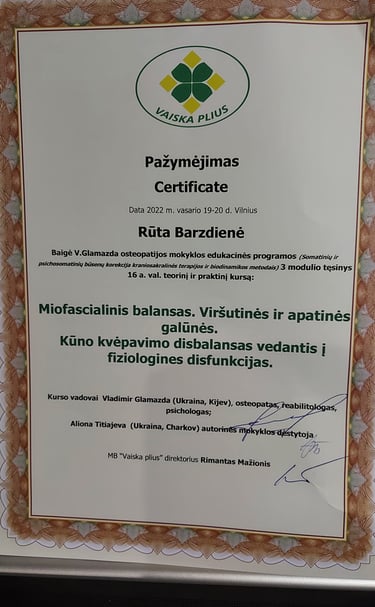 VAISKA PLIUS
Pažymėjimas
Certificate
Data 2022 m. vasario 19-20 d. Vilnius
Rūta Barzdienė
Baigė V.Glamazda osteopatijos mokyklos edukacinės programos (Somatinių ir
psichosomatinių būsenų korekcija kraniosakralinės terapijos ir biodinamikos metodais) 3 modulio tęsinys
16 a. val. teorinį ir praktinį kursą:
Miofascialinis balansas. Viršutinės ir apatinės
galūnės.
Kūno kvėpavimo disbalansas vedantis į
fiziologines disfunkcijas.
Kurso vadovai Vladimir Glamazda (Ukraina, Kijev), osteopatas, reabilitologas,
psichologas;
Aliona Titiajeva (Ukraina, Charkov) autorinės mokyklos dėstytoja
MB "Vaiska plius" direktorius Rimantas Mažionis